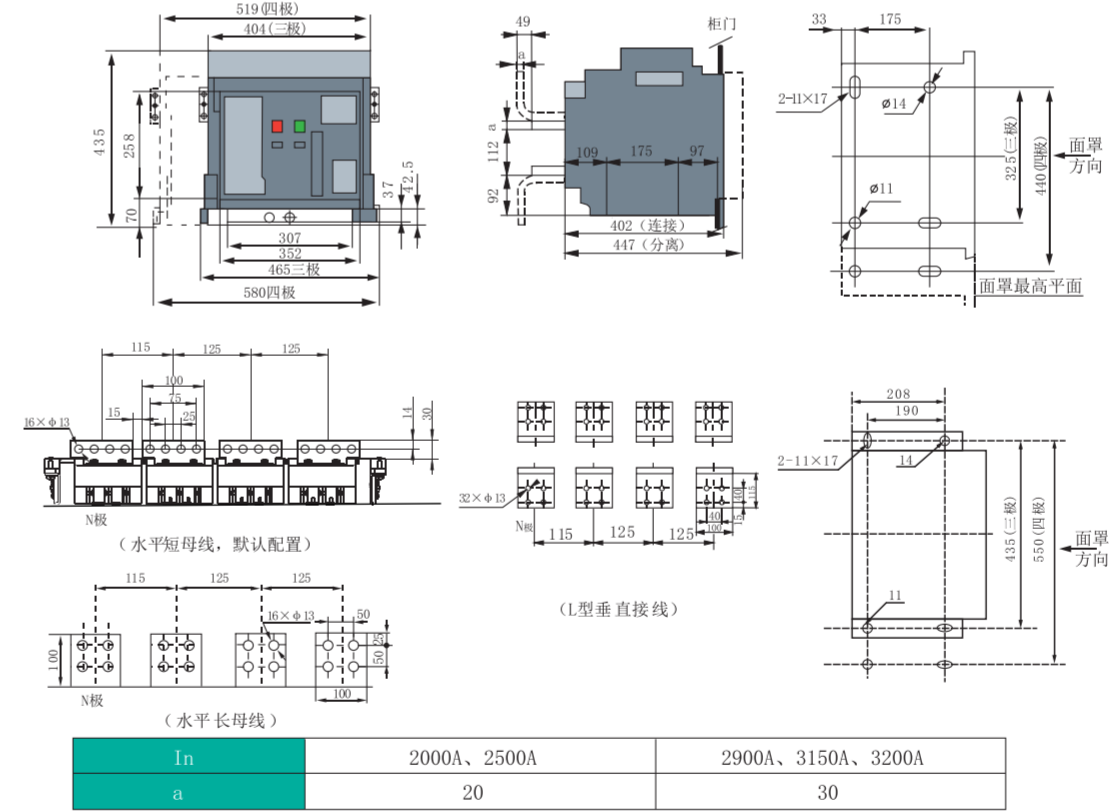 519(四极)
404(三极)
435
258
70
37
42.5
307
352
465三极
580四极
49
a
柜门
a
112
92
109
175
97
402（连接）
447（分离）
33
175
2-11×17
ø14
ø11
325(三极)
440(四极)
面罩
方向
面罩最高平面
115
125
125
100
75
15
25
16×φ13
14
30
N极
（水平短母线，默认配置）
115
125
125
16×φ13
50
25
50
100
100
N极
（水平长母线）
32×φ13
N极
115
125
125
40
100
15
40
115
（L型垂直接线）
208
190
2-11×17
14
11
435(三极)
550(四极)
面罩
方向
In 2000A、2500A 2900A、3150A、3200A
a 20 30